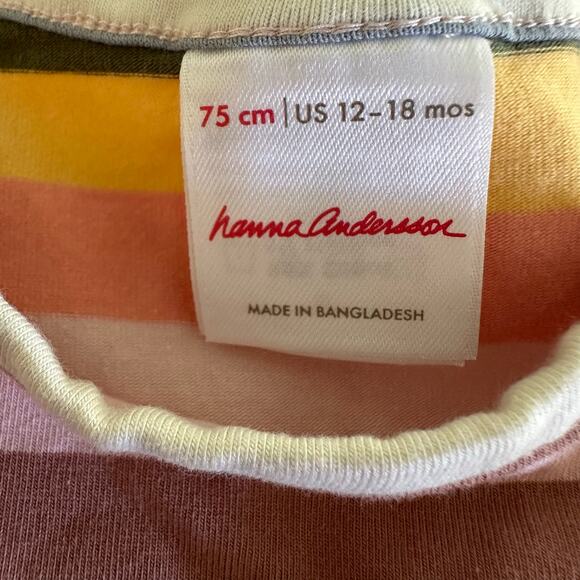 75 cm | US 12-18 mos
hanna Andersson
MADE IN BANGLADESH